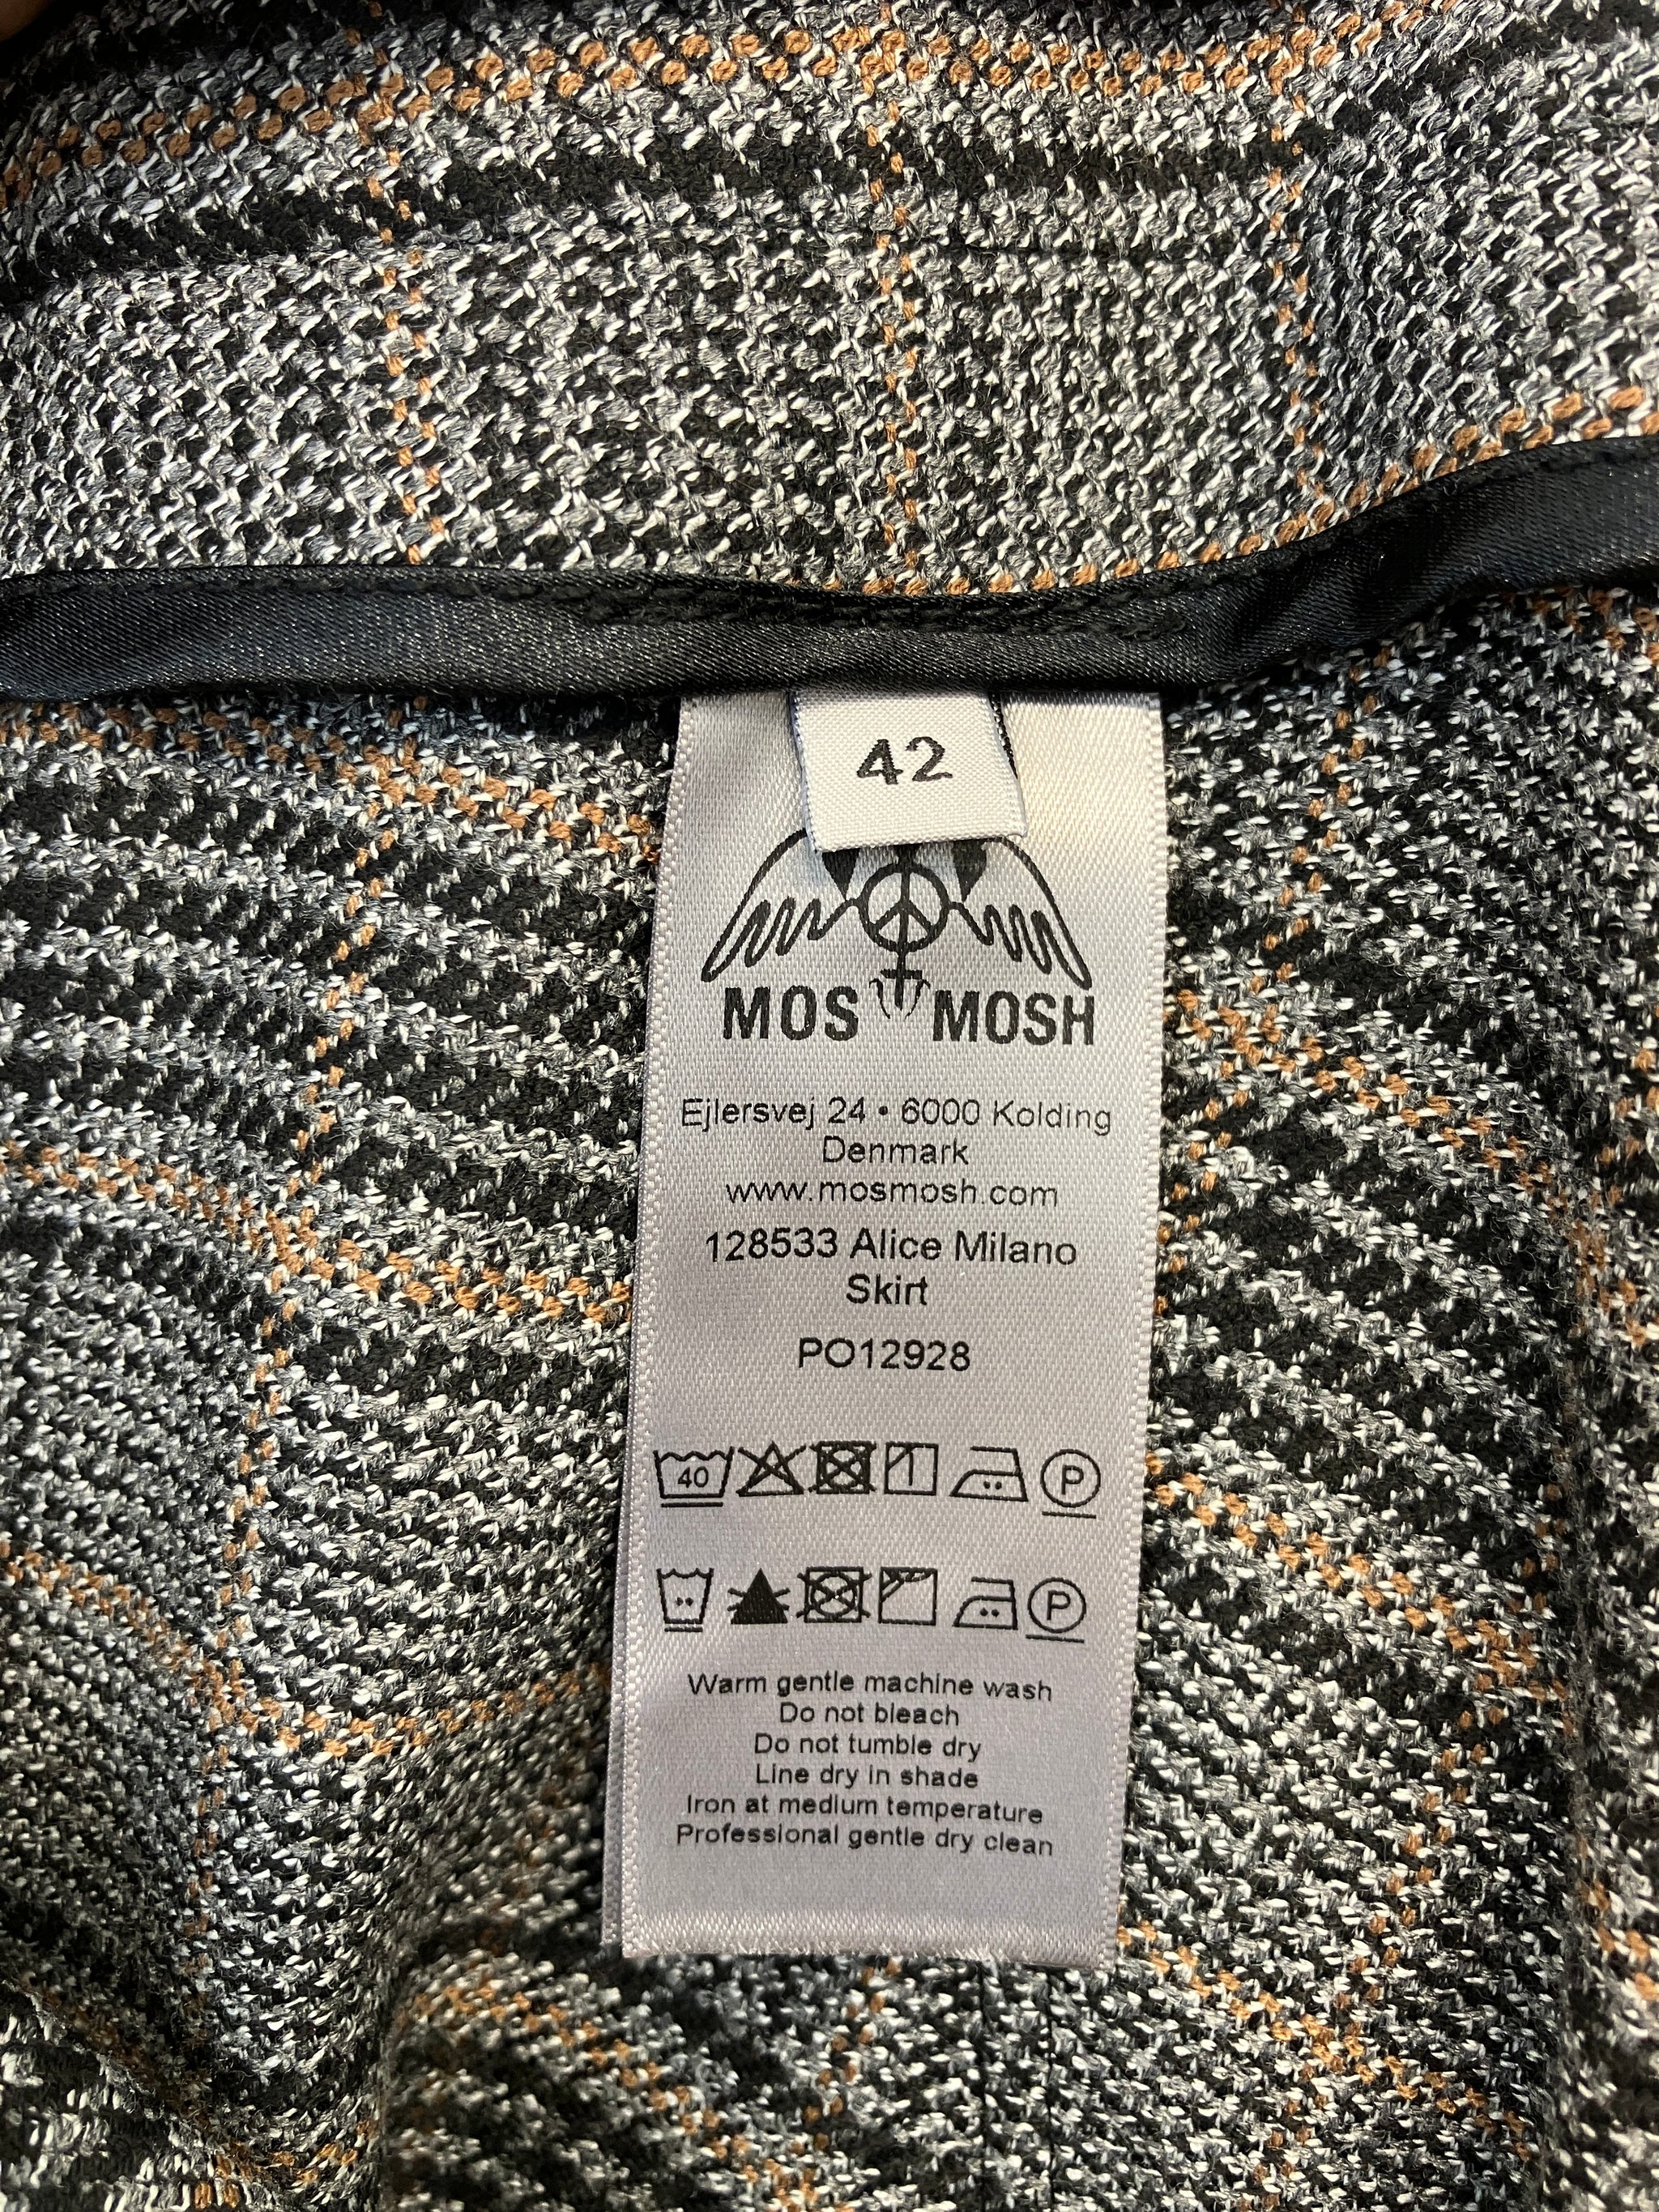 42
MOS MOSH
Ejlersvej 24 • 6000 Kolding
Denmark
www.mosmosh.com
128533 Alice Milano
Skirt
PO12928
40 P
P
Warm gentle machine wash
Do not bleach
Do not tumble dry
Line dry in shade
Iron at medium temperature
Professional gentle dry clean